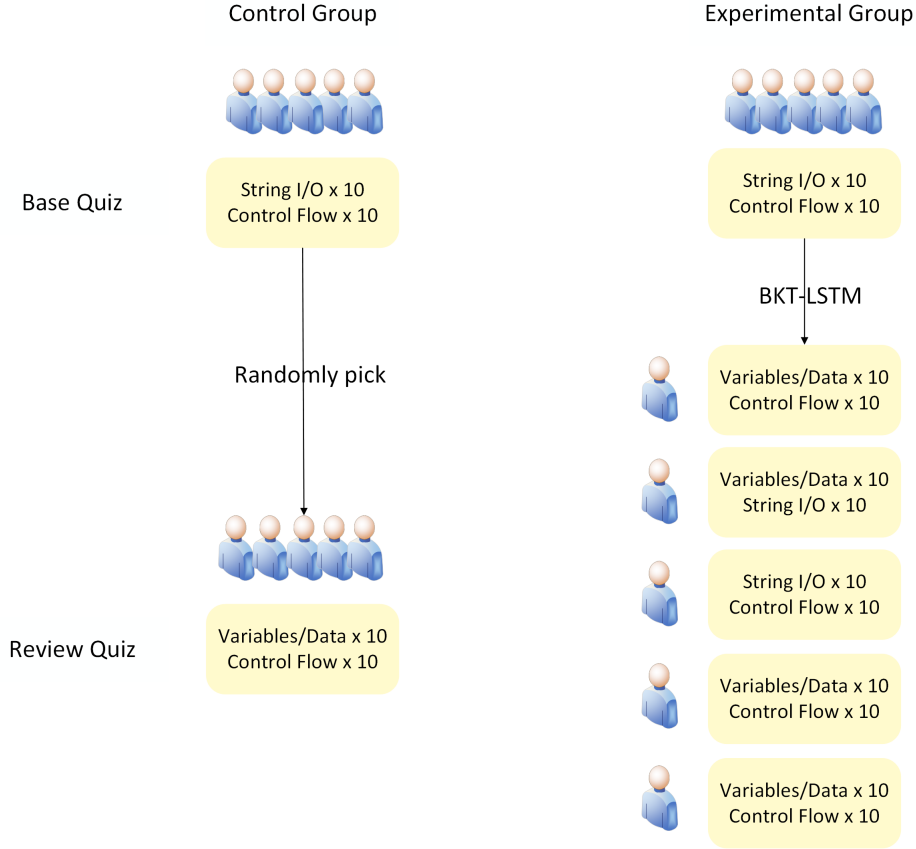 Control Group
Experimental Group
Base Quiz
String I/O x 10
Control Flow x 10
String I/O x 10
Control Flow x 10
BKT-LSTM
Randomly pick
Variables/Data x 10
Control Flow x 10
Variables/Data x 10
String I/O x 10
String I/O x 10
Control Flow x 10
Review Quiz
Variables/Data x 10
Control Flow x 10
Variables/Data x 10
Control Flow x 10
Variables/Data x 10
Control Flow x 10